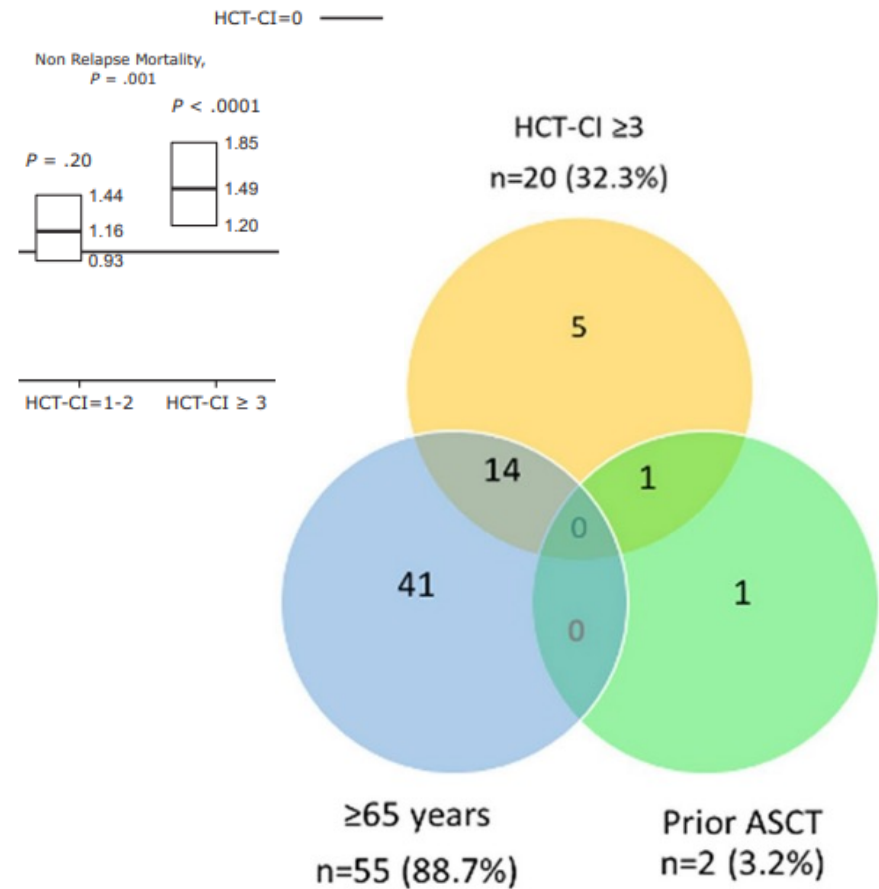 HCT-CI=0
Non Relapse Mortality,
P = .001
P < .0001
1.85
1.49
1.20
P = .20
1.44
1.16
0.93
HCT-CI=1-2
HCT-CI ≥ 3
HCT-CI ≥3
n=20 (32.3%)
5
14
1
0
41
1
0
≥65 years
n=55 (88.7%)
Prior ASCT
n=2 (3.2%)